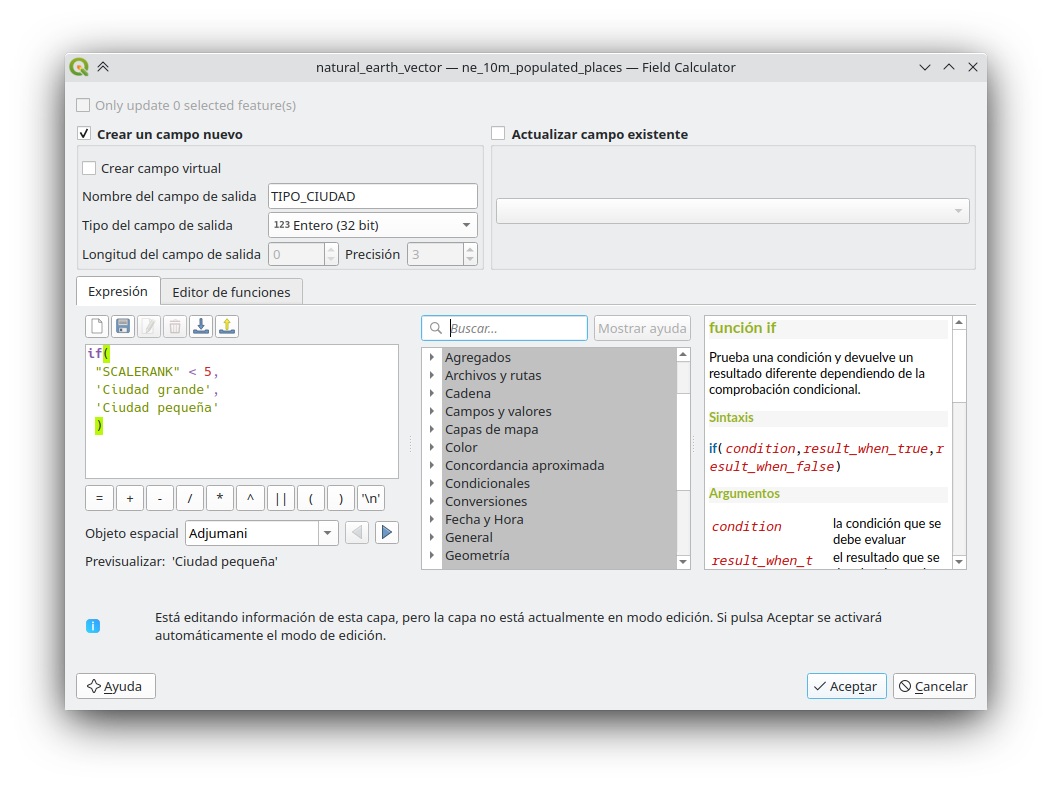 natural_earth_vector — ne_10m_populated_places — Field Calculator
Only update 0 selected feature(s)
Crear un campo nuevo
Actualizar campo existente
Crear campo virtual
Nombre del campo de salida TIPO_CIUDAD
Tipo del campo de salida 123 Entero (32 bit)
Longitud del campo de salida 0 Precisión 3
Expresión Editor de funciones
if(
"SCALERANK" < 5,
'Ciudad grande',
'Ciudad pequeña'
)
= + - / * ^ || ( ) '\n'
Objeto espacial Adjumani
Previsualizar: 'Ciudad pequeña'
Buscar... Mostrar ayuda
Agregados
Archivos y rutas
Cadena
Campos y valores
Capas de mapa
Color
Concordancia aproximada
Condicionales
Conversiones
Fecha y Hora
General
Geometría
función if
Prueba una condición y devuelve un
resultado diferente dependiendo de la
comprobación condicional.
Sintaxis
if(condition,result_when_true,r
esult_when_false)
Argumentos
condition la condición que se
debe evaluar
result_when_t el resultado que se
Está editando información de esta capa, pero la capa no está actualmente en modo edición. Si pulsa Aceptar se activará
automáticamente el modo de edición.
Ayuda Aceptar Cancelar